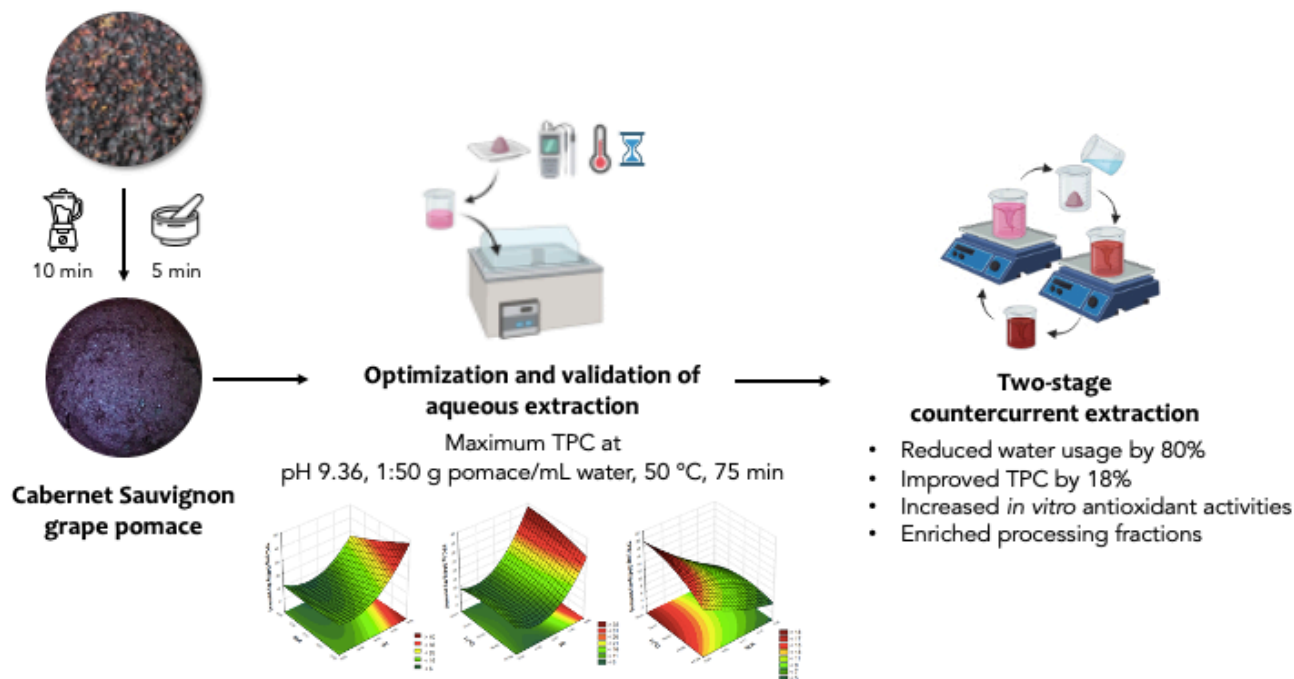 10 min
5 min
Cabernet Sauvignon
grape pomace
Optimization and validation of
aqueous extraction
Maximum TPC at
pH 9.36, 1:50 g pomace/mL water, 50 °C, 75 min
Two-stage
countercurrent extraction
• Reduced water usage by 80%
• Improved TPC by 18%
• Increased in vitro antioxidant activities
• Enriched processing fractions